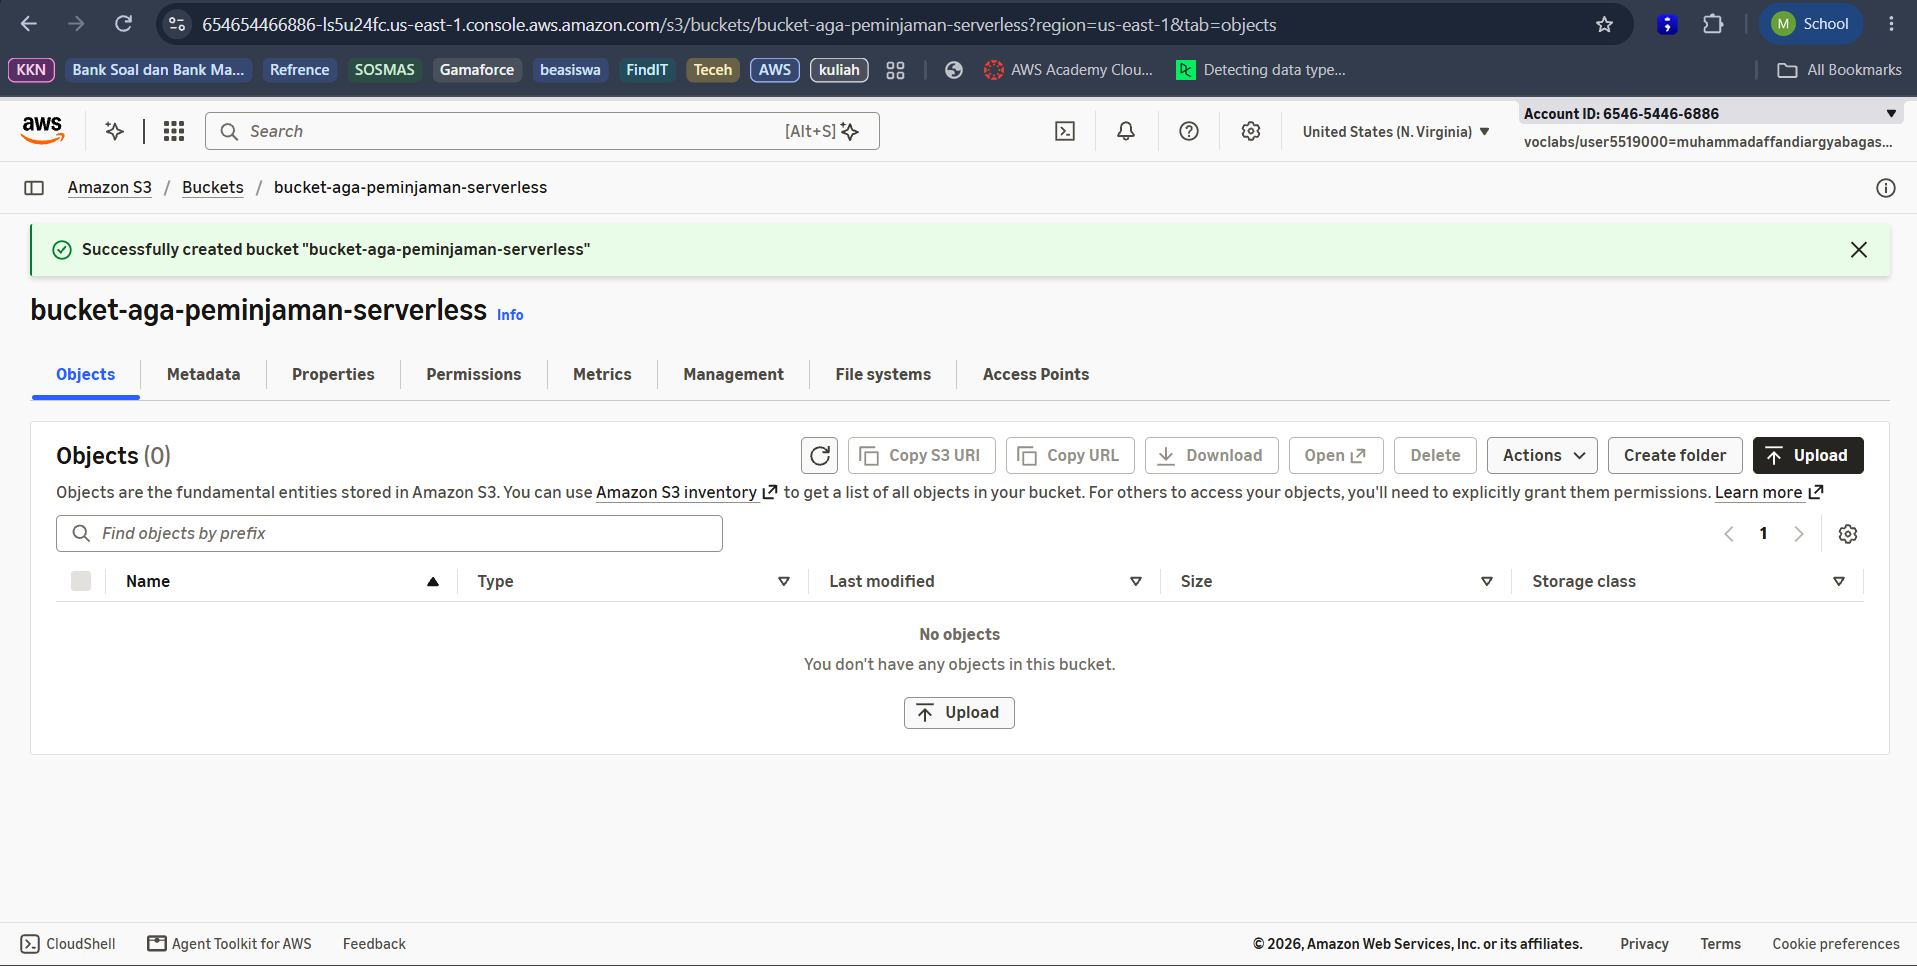 654654466886-ls5u24fc.us-east-1.console.aws.amazon.com/s3/buckets/bucket-aga-peminjaman-serverless?region=us-east-1&tab=objects
M School
KKN Bank Soal dan Bank Ma... Refrence SOSMAS Gamaforce beasiswa FindIT Teceh AWS kuliah AWS Academy Clou... Detecting data type... All Bookmarks
aws Search [Alt+S] United States (N. Virginia) Account ID: 6546-5446-6886
voclabs/user5519000=muhammadaffandiargyabagas...
Amazon S3 / Buckets / bucket-aga-peminjaman-serverless
Successfully created bucket "bucket-aga-peminjaman-serverless"
bucket-aga-peminjaman-serverless Info
Objects Metadata Properties Permissions Metrics Management File systems Access Points
Objects (0) Copy S3 URI Copy URL Download Open Delete Actions Create folder Upload
Objects are the fundamental entities stored in Amazon S3. You can use Amazon S3 inventory to get a list of all objects in your bucket. For others to access your objects, you'll need to explicitly grant them permissions. Learn more
Find objects by prefix 1
Name Type Last modified Size Storage class
No objects
You don't have any objects in this bucket.
Upload
CloudShell Agent Toolkit for AWS Feedback © 2026, Amazon Web Services, Inc. or its affiliates. Privacy Terms Cookie preferences